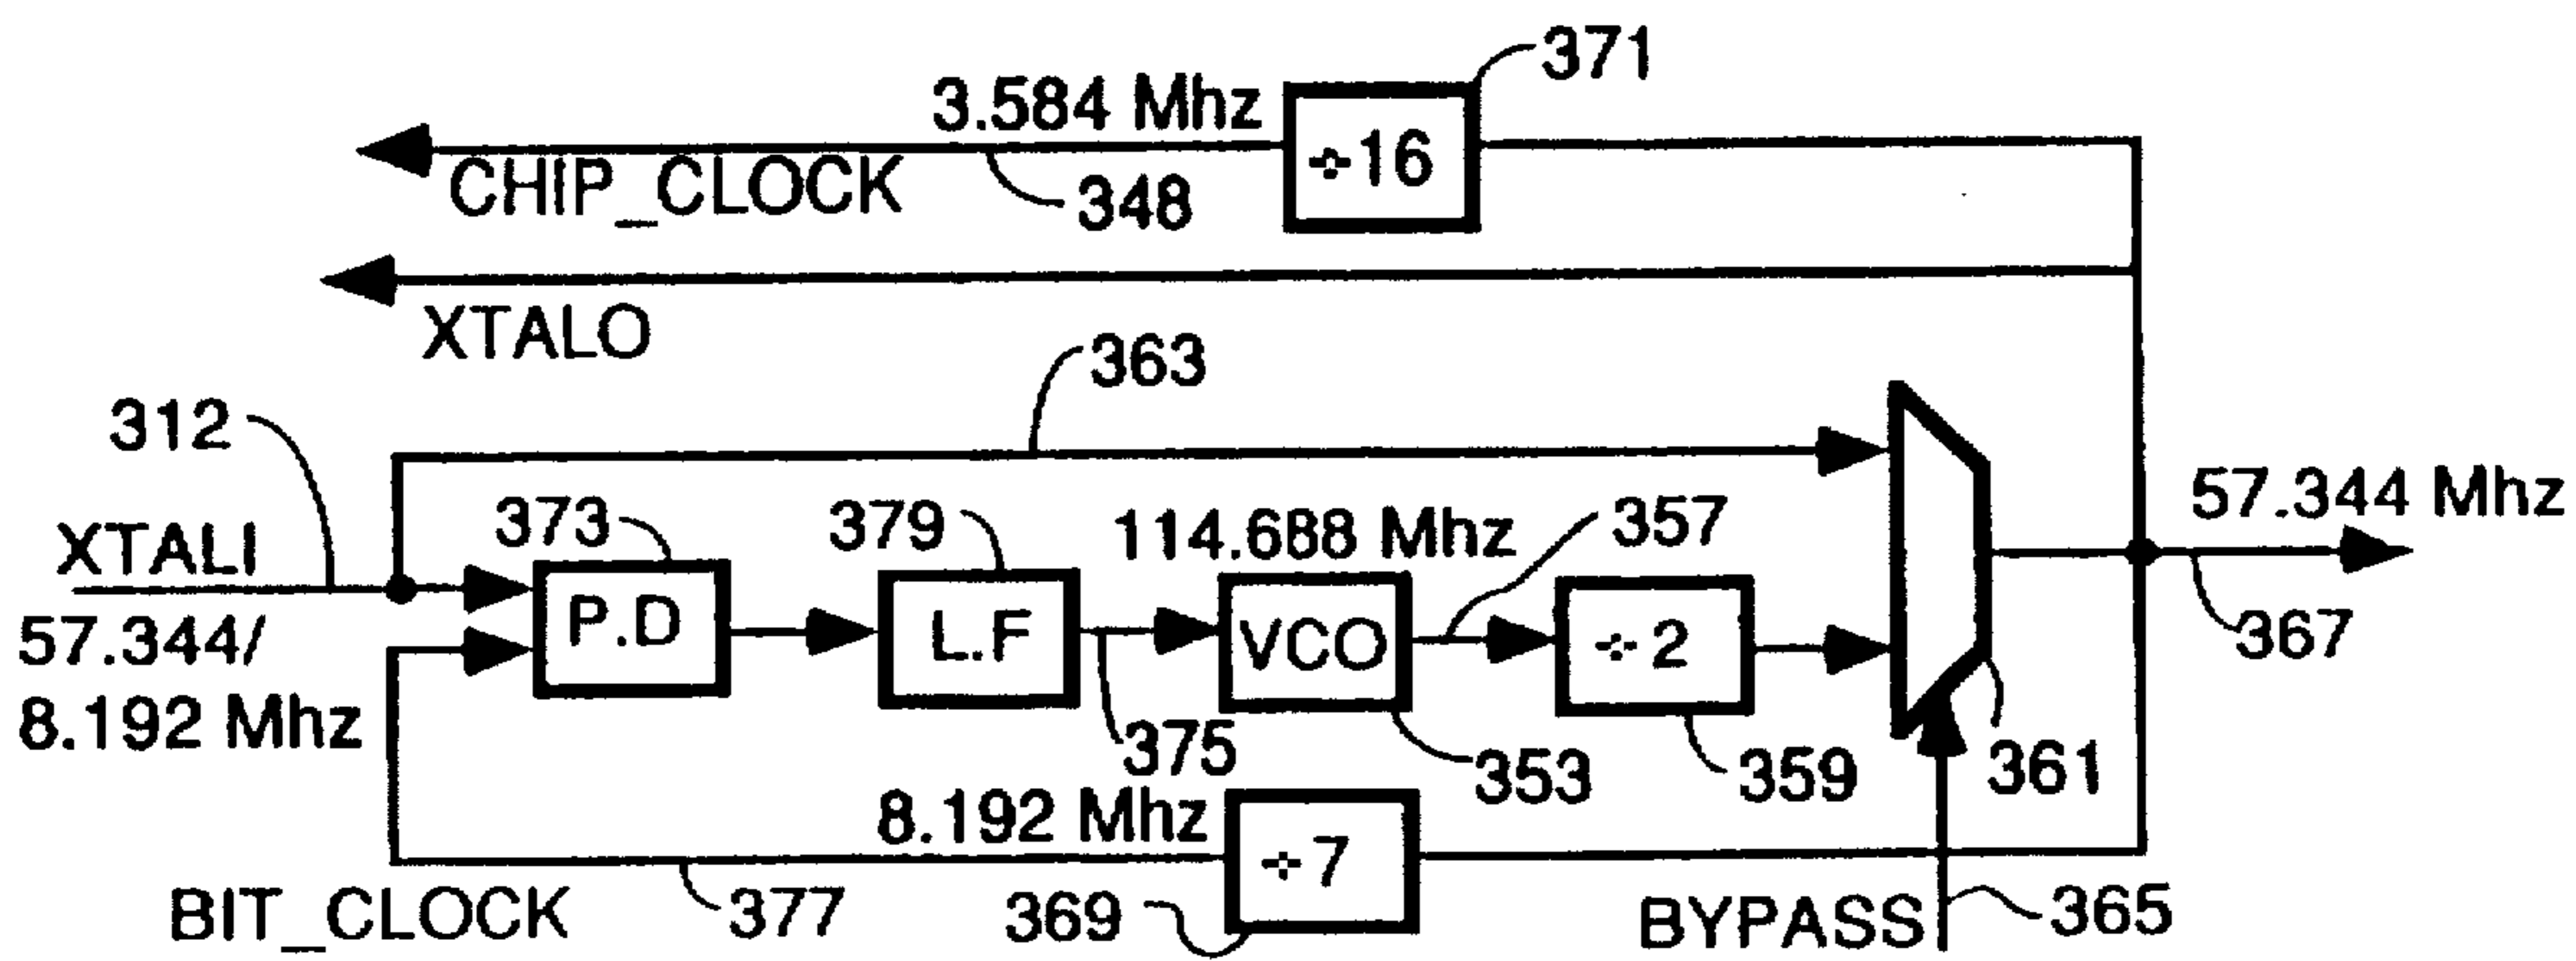 371
3.584 Mhz
÷16
CHIP_CLOCK
348
XTALO
363
312
57.344 Mhz
373
379
114.688 Mhz
357
XTALI
P.D
L.F
VCO
÷2
367
57.344/
8.192 Mhz
375
353
359
361
8.192 Mhz
÷7
BIT_CLOCK
377
369
BYPASS
365